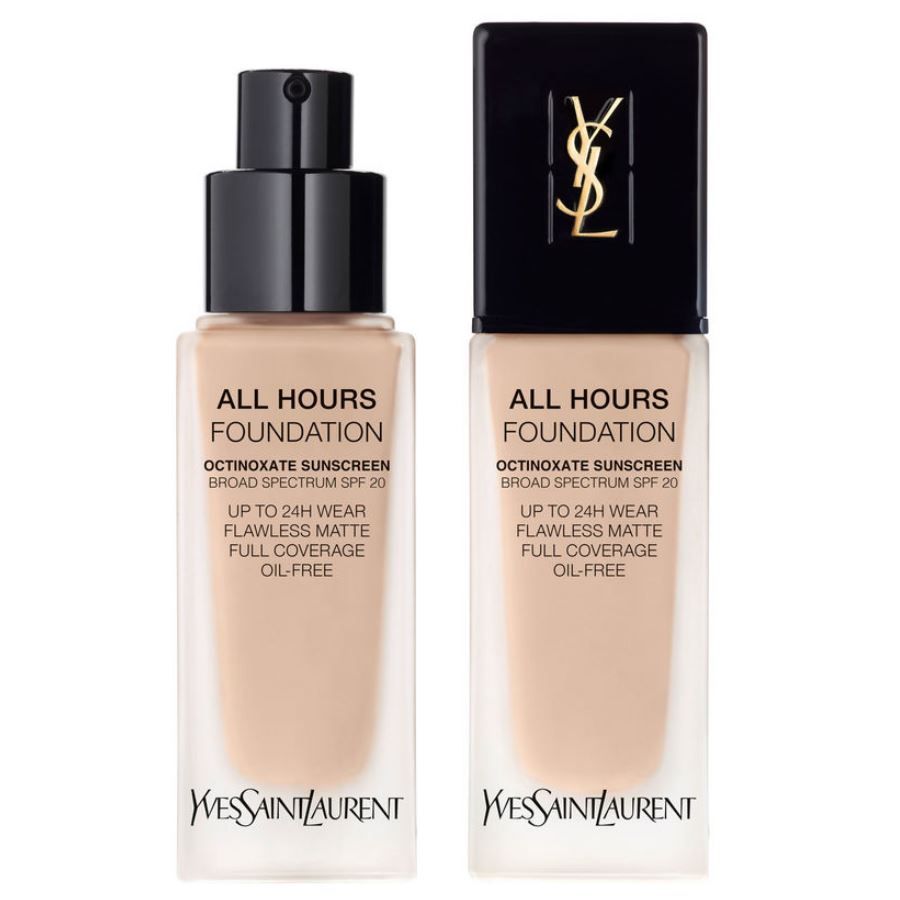 ALL HOURS
FOUNDATION
OCTINOXATE SUNSCREEN
BROAD SPECTRUM SPF 20
UP TO 24H WEAR
FLAWLESS MATTE
FULL COVERAGE
OIL-FREE
YVESSAINTLAURENT
YSL
ALL HOURS
FOUNDATION
OCTINOXATE SUNSCREEN
BROAD SPECTRUM SPF 20
UP TO 24H WEAR
FLAWLESS MATTE
FULL COVERAGE
OIL-FREE
YVESSAINTLAURENT